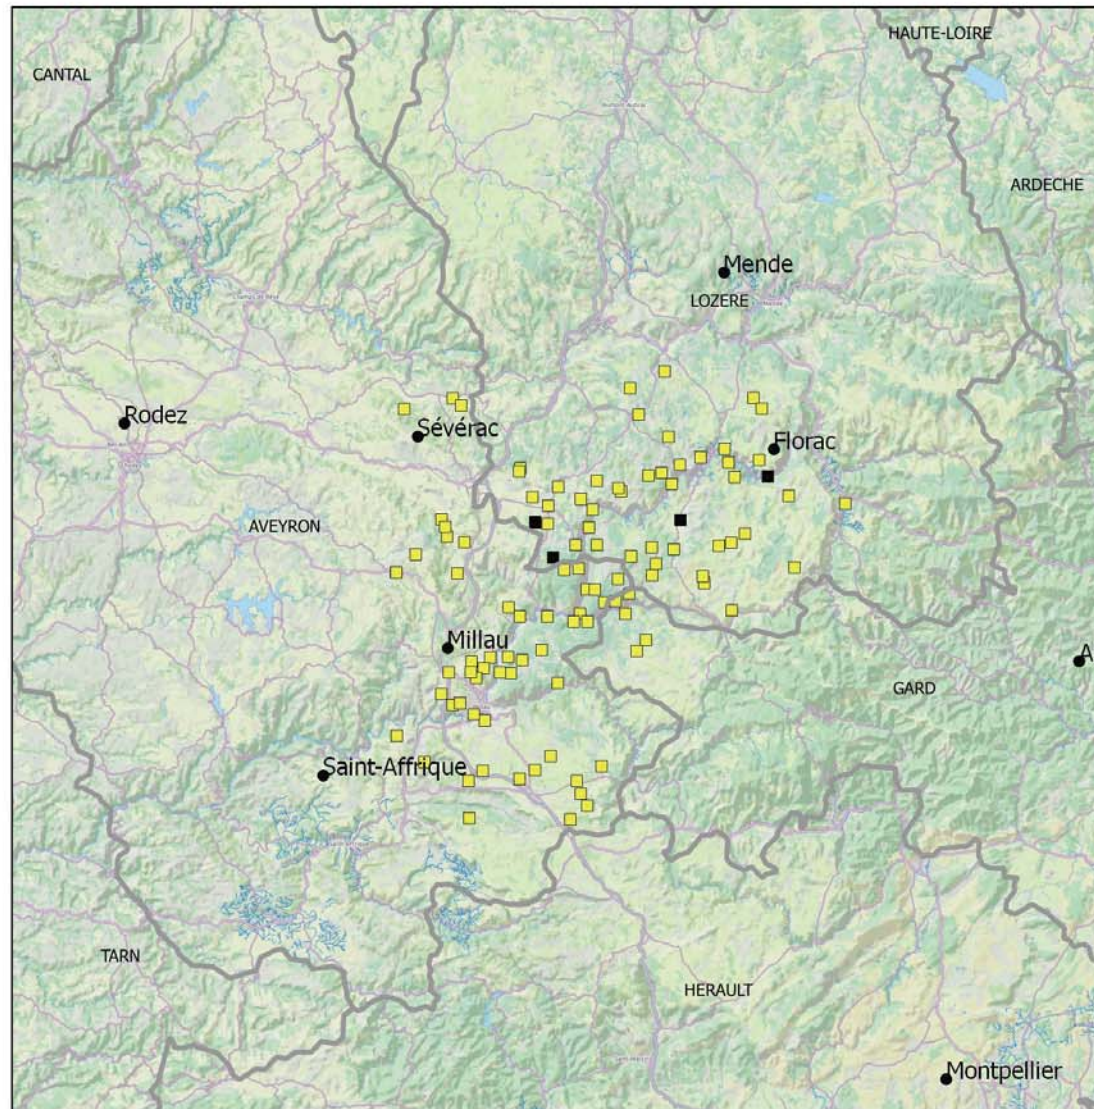 HAUTE-LOIRE
CANTAL
ARDECHE
Mende
LOZERE
Rodez
Sévérac
Florac
AVEYRON
Millau
A
GARD
Saint-Affrique
TARN
HERAULT
Montpellier